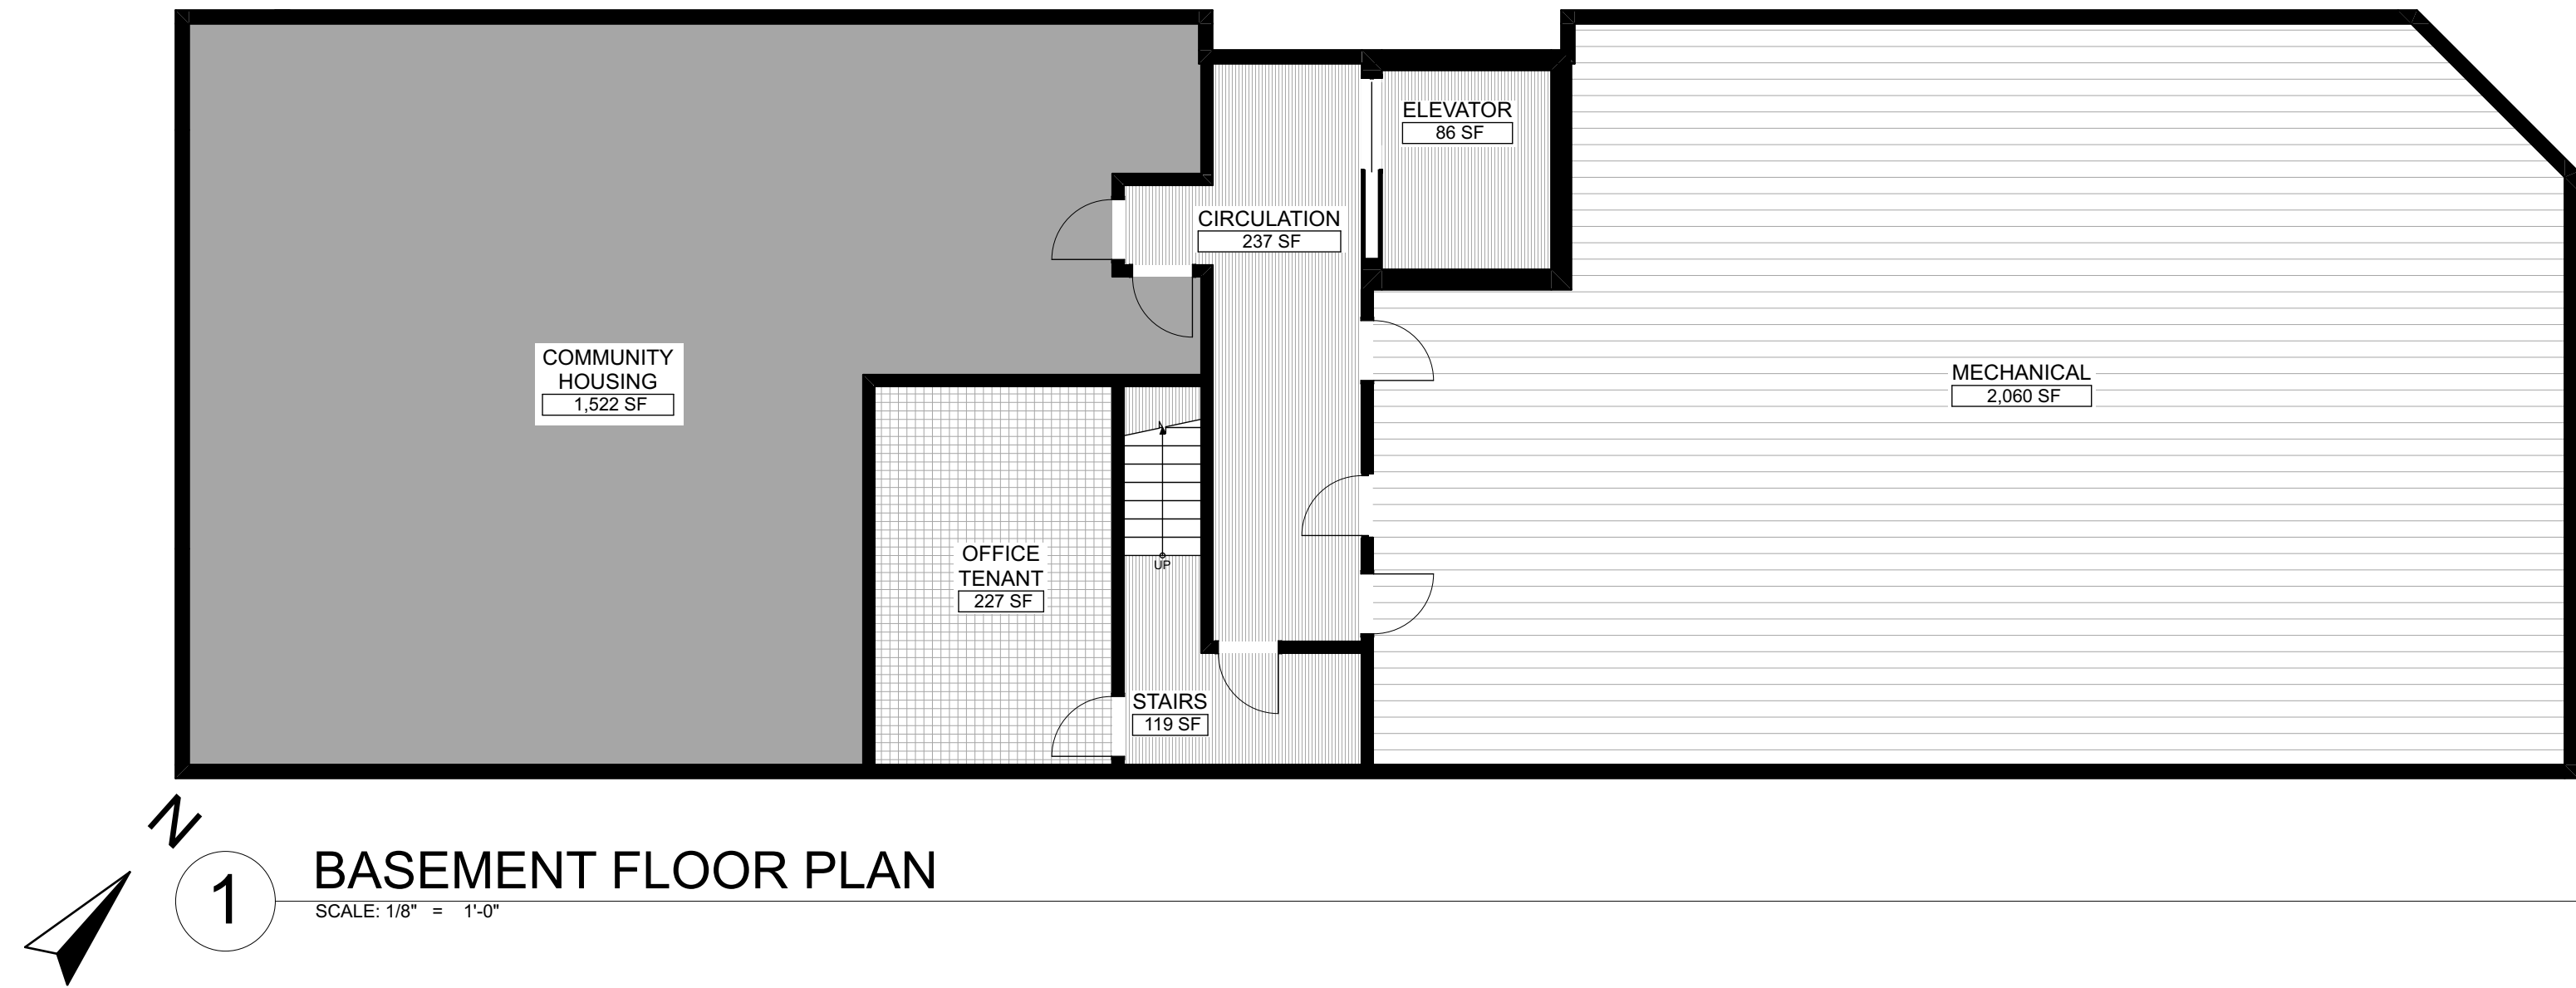 ELEVATOR
86 SF
CIRCULATION
237 SF
COMMUNITY
HOUSING
1,522 SF
MECHANICAL
2,060 SF
OFFICE
TENANT
227 SF
UP
STAIRS
119 SF
N
1
BASEMENT FLOOR PLAN
SCALE: 1/8" = 1'-0"